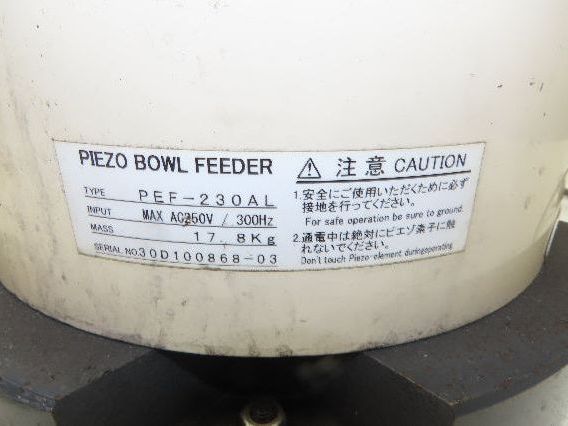 PIEZO BOWL FEEDER
TYPE PEF-230AL
INPUT MAX AC250V / 300Hz
MASS 17.8Kg
SERIAL NO. 30D100868-03
⚠ 注意 CAUTION
1.安全にご使用いただくために必ず
接地を行ってください。
For safe operation be sure to ground.
2.通電中は絶対にピエゾ素子に触
れないでください。
Don't touch Piezo-element duringoperating.